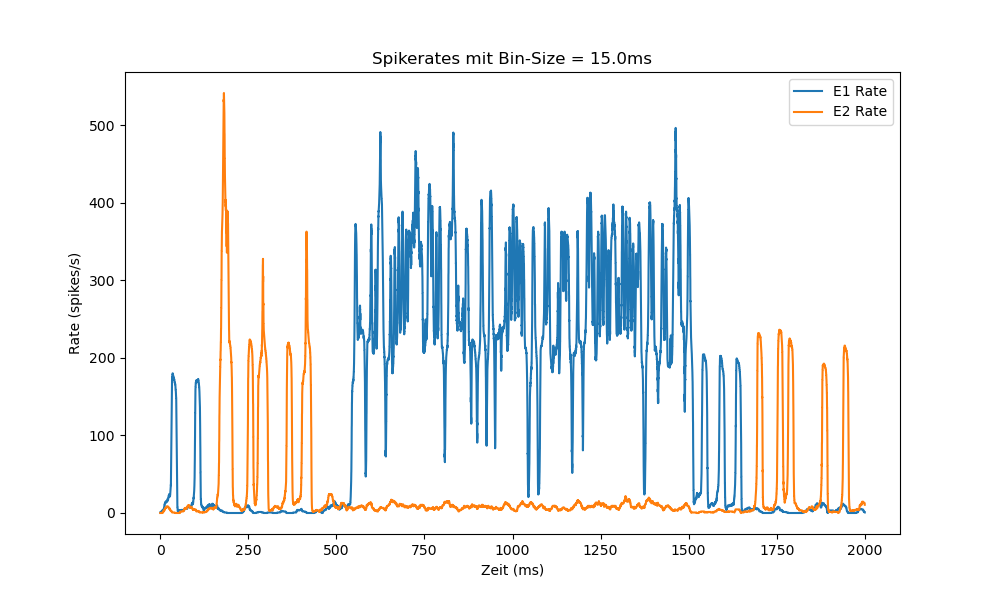 Spikerates mit Bin-Size = 15.0ms
E1 Rate
E2 Rate
Rate (spikes/s)
500
400
300
200
100
0
0 250 500 750 1000 1250 1500 1750 2000
Zeit (ms)